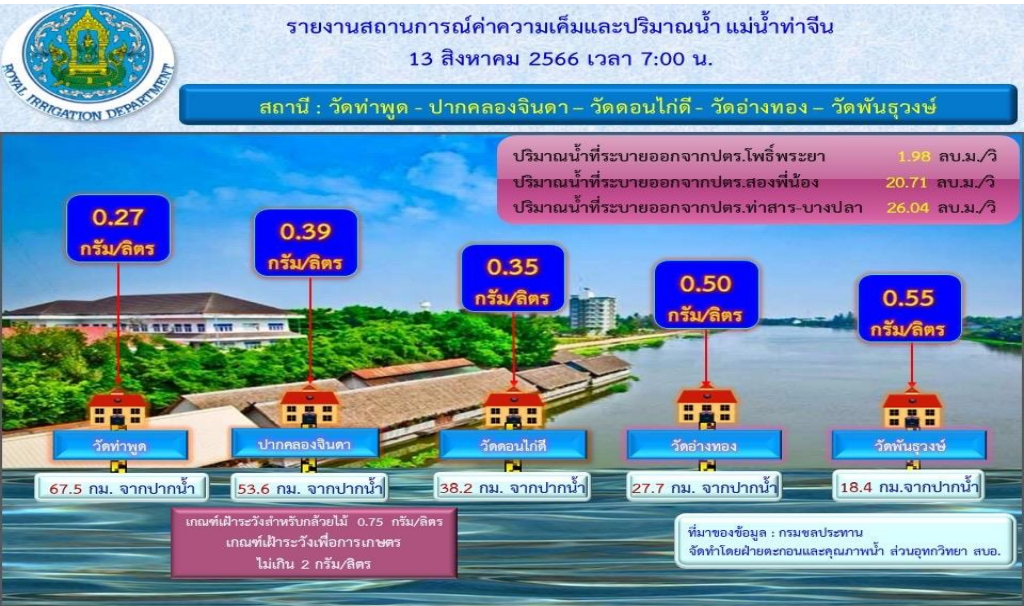 รายงานสถานการณ์ค่าความเค็มและปริมาณน้ำ แม่น้ำท่าจีน
13 สิงหาคม 2566 เวลา 7:00 น.
ROYAL IRRIGATION DEPARTMENT
สถานี : วัดท่าพูด - ปากคลองจินดา – วัดดอนไก่ดี - วัดอ่างทอง – วัดพันธุวงษ์
ปริมาณน้ำที่ระบายออกจากปตร.โพธิ์พระยา 1.98 ลบ.ม./วิ
ปริมาณน้ำที่ระบายออกจากปตร.สองพี่น้อง 20.71 ลบ.ม./วิ
ปริมาณน้ำที่ระบายออกจากปตร.ท่าสาร-บางปลา 26.04 ลบ.ม./วิ
0.27
กรัม/ลิตร
0.39
กรัม/ลิตร
0.35
กรัม/ลิตร
0.50
กรัม/ลิตร
0.55
กรัม/ลิตร
วัดท่าพูด
ปากคลองจินดา
วัดดอนไก่ดี
วัดอ่างทอง
วัดพันธุวงษ์
67.5 กม. จากปากน้ำ
53.6 กม. จากปากน้ำ
38.2 กม. จากปากน้ำ
27.7 กม. จากปากน้ำ
18.4 กม.จากปากน้ำ
เกณฑ์เฝ้าระวังสำหรับกล้วยไม้ 0.75 กรัม/ลิตร
เกณฑ์เฝ้าระวังเพื่อการเกษตร
ไม่เกิน 2 กรัม/ลิตร
ที่มาของข้อมูล : กรมชลประทาน
จัดทำโดยฝ่ายตะกอนและคุณภาพน้ำ ส่วนอุทกวิทยา สบอ.